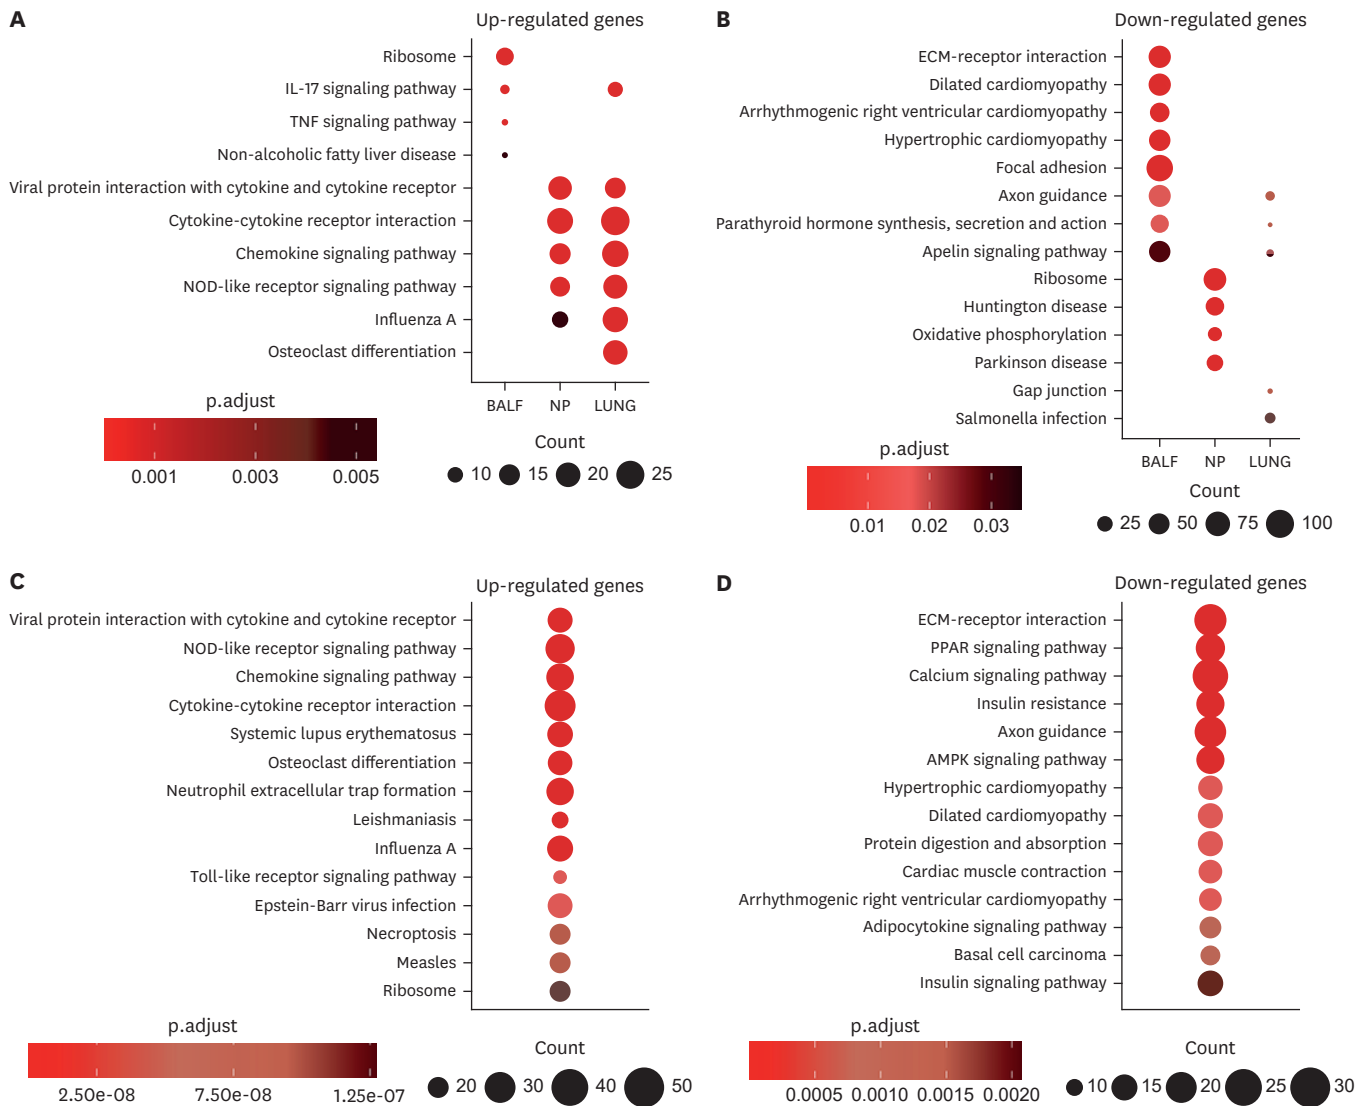 A
Up-regulated genes
Ribosome
IL-17 signaling pathway
TNF signaling pathway
Non-alcoholic fatty liver disease
Viral protein interaction with cytokine and cytokine receptor
Cytokine-cytokine receptor interaction
Chemokine signaling pathway
NOD-like receptor signaling pathway
Influenza A
Osteoclast differentiation
BALF NP LUNG
p.adjust
0.001 0.003 0.005
Count
10 15 20 25
B
Down-regulated genes
ECM-receptor interaction
Dilated cardiomyopathy
Arrhythmogenic right ventricular cardiomyopathy
Hypertrophic cardiomyopathy
Focal adhesion
Axon guidance
Parathyroid hormone synthesis, secretion and action
Apelin signaling pathway
Ribosome
Huntington disease
Oxidative phosphorylation
Parkinson disease
Gap junction
Salmonella infection
BALF NP LUNG
p.adjust
0.01 0.02 0.03
Count
25 50 75 100
C
Up-regulated genes
Viral protein interaction with cytokine and cytokine receptor
NOD-like receptor signaling pathway
Chemokine signaling pathway
Cytokine-cytokine receptor interaction
Systemic lupus erythematosus
Osteoclast differentiation
Neutrophil extracellular trap formation
Leishmaniasis
Influenza A
Toll-like receptor signaling pathway
Epstein-Barr virus infection
Necroptosis
Measles
Ribosome
p.adjust
2.50e-08 7.50e-08 1.25e-07
Count
20 30 40 50
D
Down-regulated genes
ECM-receptor interaction
PPAR signaling pathway
Calcium signaling pathway
Insulin resistance
Axon guidance
AMPK signaling pathway
Hypertrophic cardiomyopathy
Dilated cardiomyopathy
Protein digestion and absorption
Cardiac muscle contraction
Arrhythmogenic right ventricular cardiomyopathy
Adipocytokine signaling pathway
Basal cell carcinoma
Insulin signaling pathway
p.adjust
0.0005 0.0010 0.0015 0.0020
Count
10 15 20 25 30